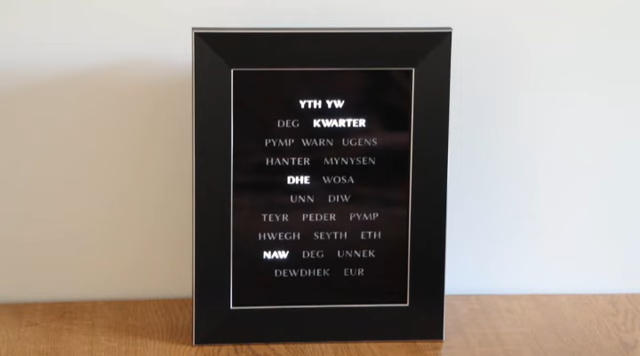 YTH YW
DEG KWARTER
PYMP WARN UGENS
HANTER MYNYSEN
DHE WOSA
UNN DIW
TEYR PEDER PYMP
HWEGH SEYTH ETH
NAW DEG UNNEK
DEWDHEK EUR